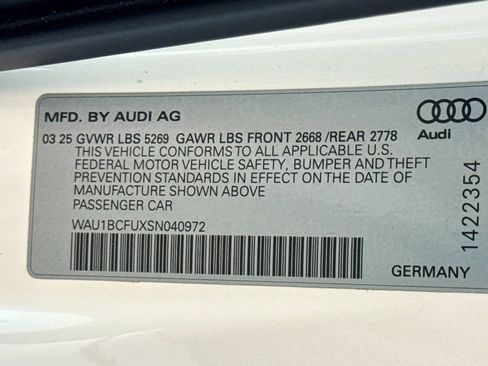 MFD. BY AUDI AG
03 25 GVWR LBS 5269 GAWR LBS FRONT 2668 /REAR 2778
THIS VEHICLE CONFORMS TO ALL APPLICABLE U.S.
FEDERAL MOTOR VEHICLE SAFETY, BUMPER AND THEFT
PREVENTION STANDARDS IN EFFECT ON THE DATE OF
MANUFACTURE SHOWN ABOVE
PASSENGER CAR
WAU1BCFUXSN040972
Audi
1422354
GERMANY